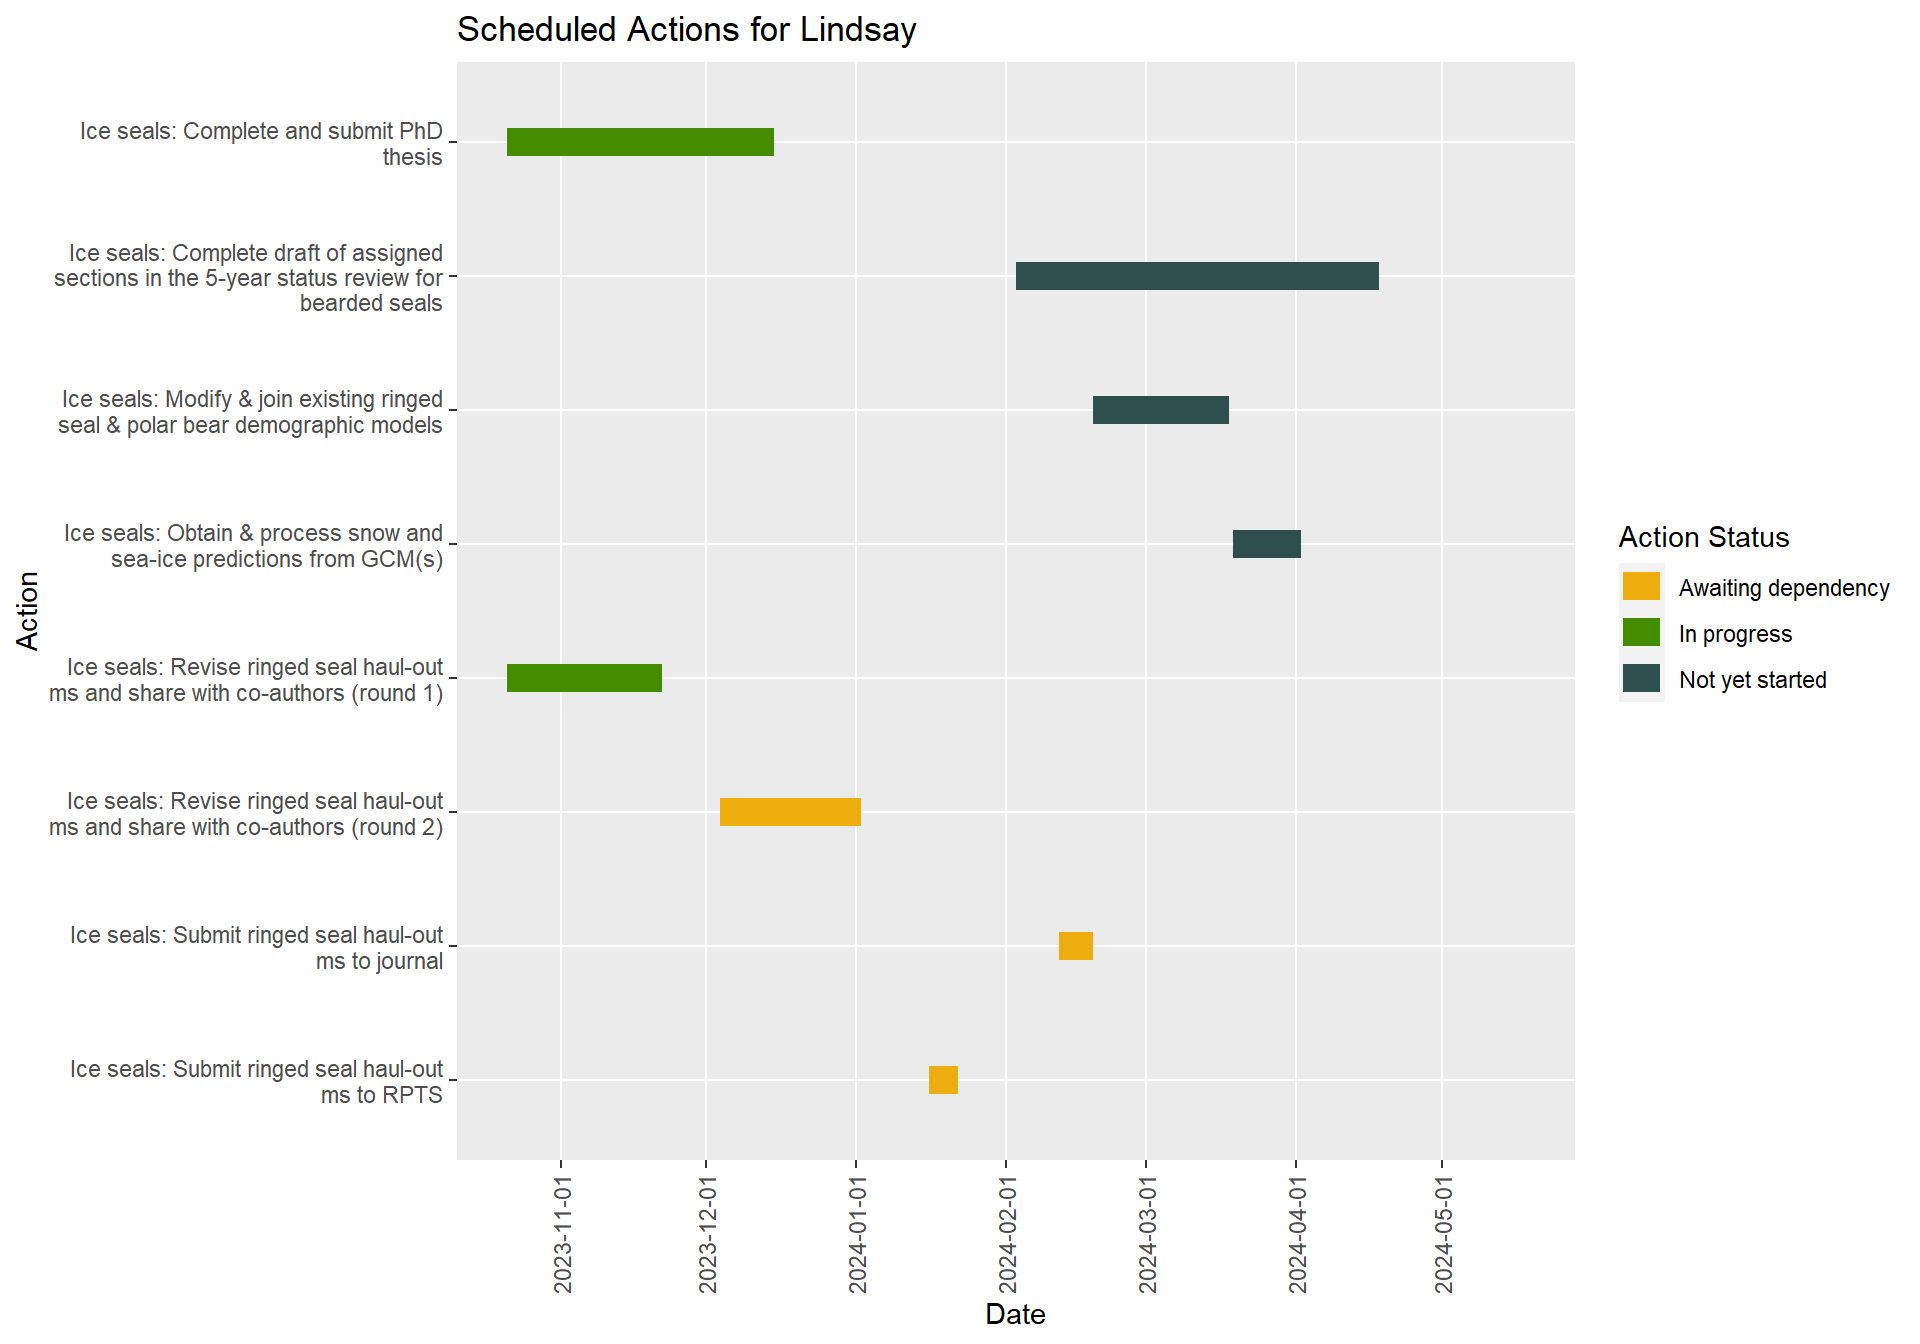 Scheduled Actions for Lindsay
Ice seals: Complete and submit PhD
thesis
Ice seals: Complete draft of assigned
sections in the 5-year status review for
bearded seals
Ice seals: Modify & join existing ringed
seal & polar bear demographic models
Ice seals: Obtain & process snow and
sea-ice predictions from GCM(s)
Ice seals: Revise ringed seal haul-out
ms and share with co-authors (round 1)
Ice seals: Revise ringed seal haul-out
ms and share with co-authors (round 2)
Ice seals: Submit ringed seal haul-out
ms to journal
Ice seals: Submit ringed seal haul-out
ms to RPTS
Action
2023-11-01
2023-12-01
2024-01-01
2024-02-01
2024-03-01
2024-04-01
2024-05-01
Date
Action Status
Awaiting dependency
In progress
Not yet started